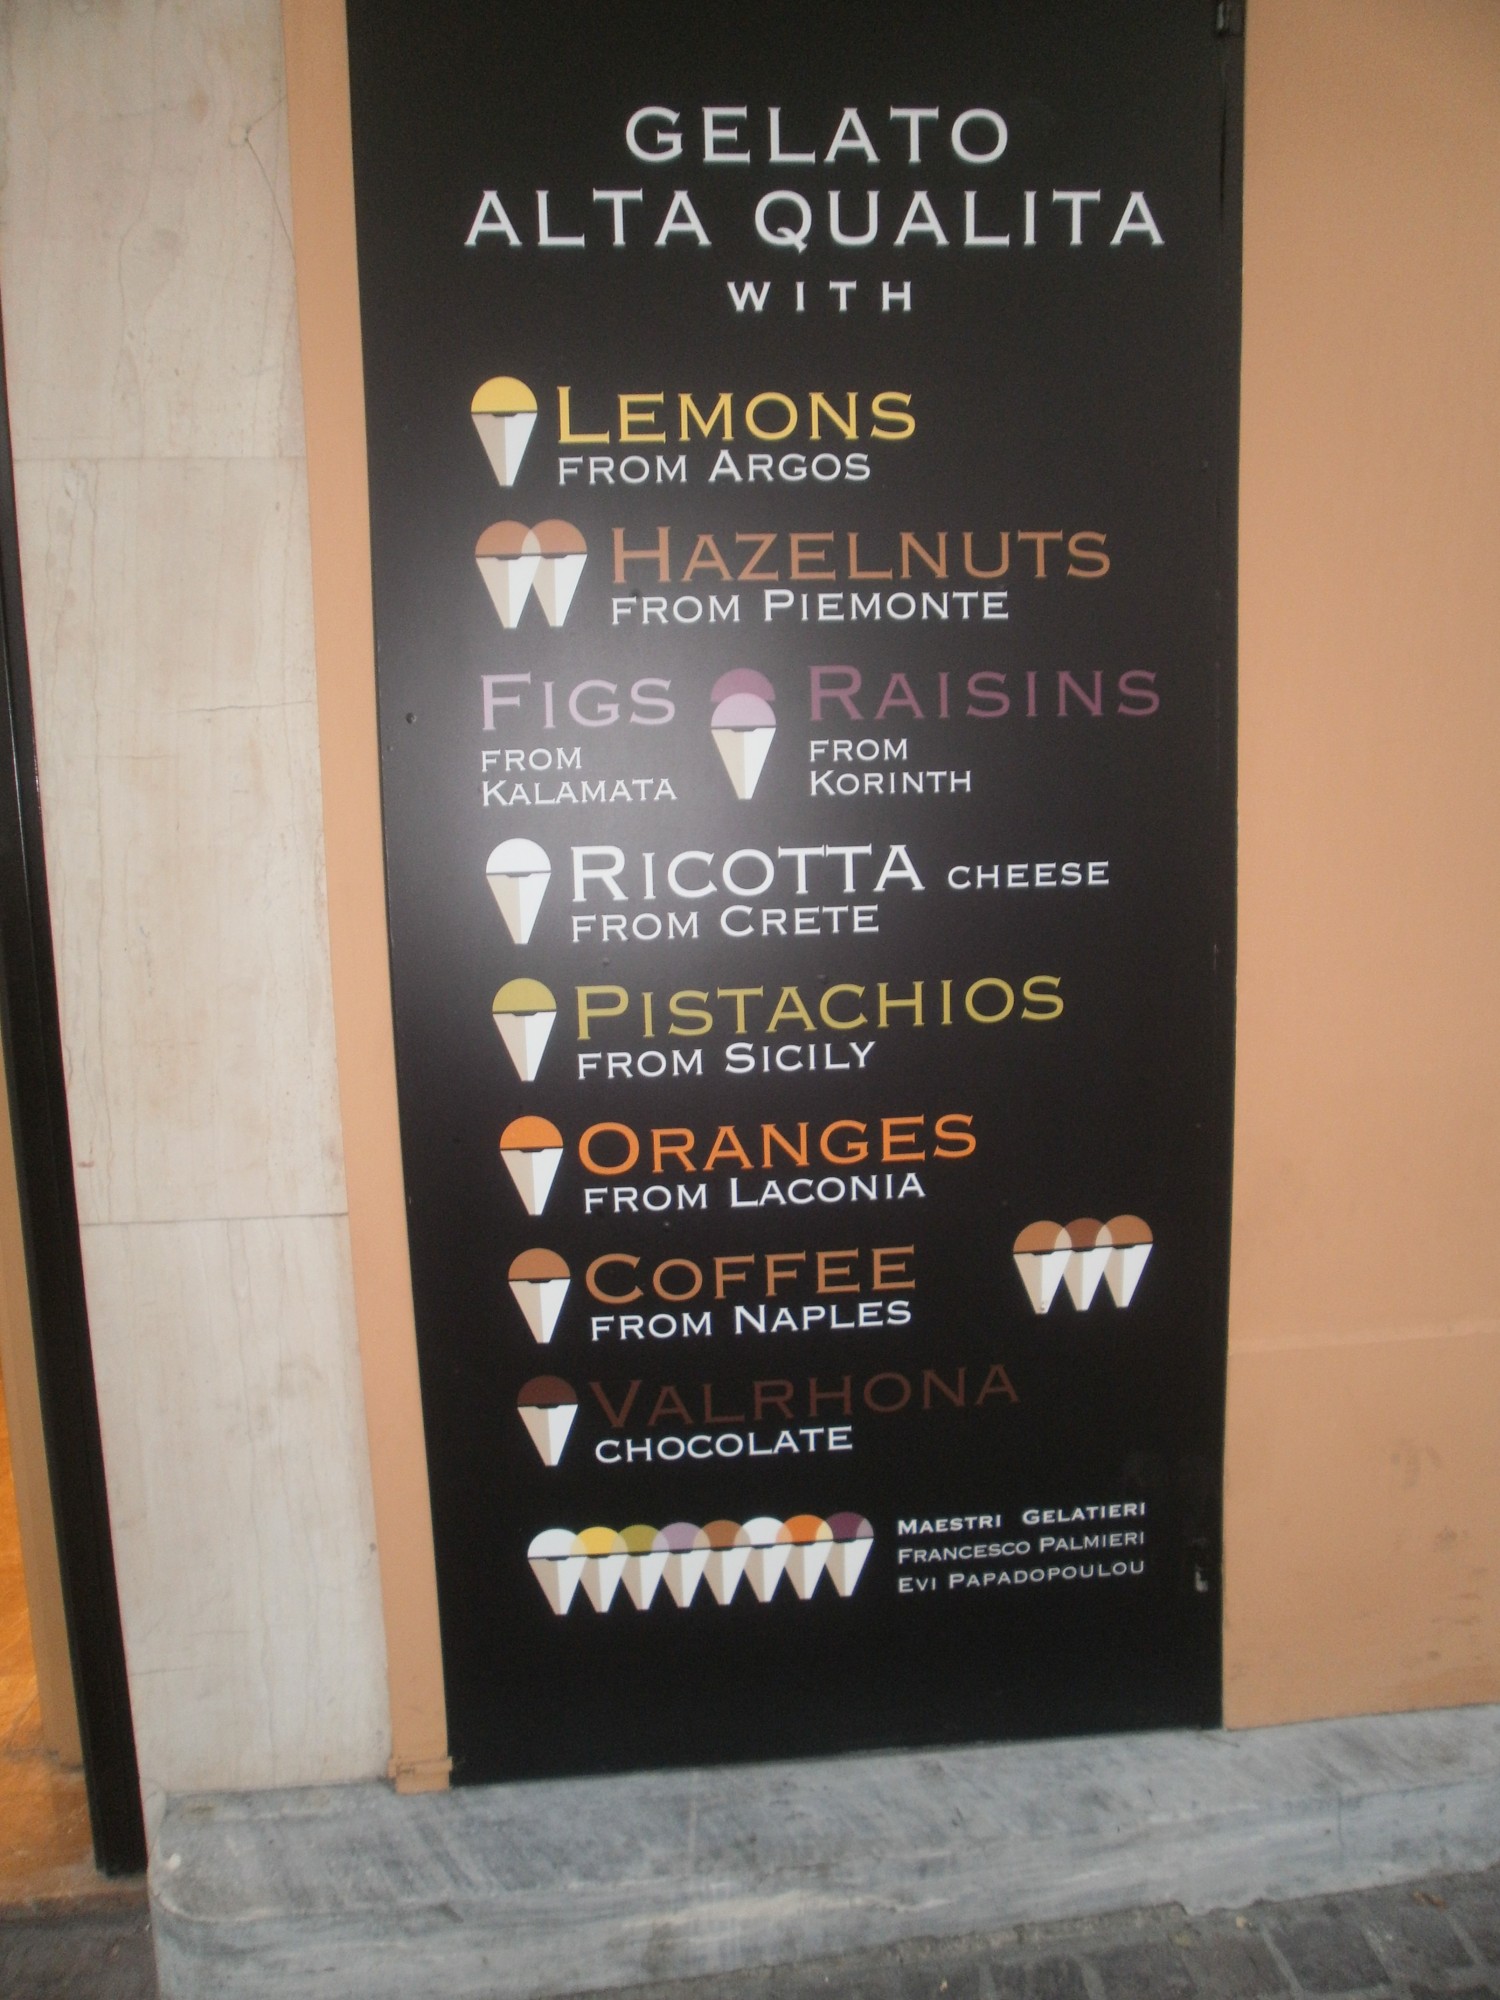 GELATO
ALTA QUALITA
WITH
LEMONS
FROM ARGOS
HAZELNUTS
FROM PIEMONTE
FIGS
FROM
KALAMATA
RAISINS
FROM
KORINTH
RICOTTA CHEESE
FROM CRETE
PISTACHIOS
FROM SICILY
ORANGES
FROM LACONIA
COFFEE
FROM NAPLES
VALRHONA
CHOCOLATE
MAESTRI GELATIERI
FRANCESCO PALMIERI
EVI PAPADOPOULOU